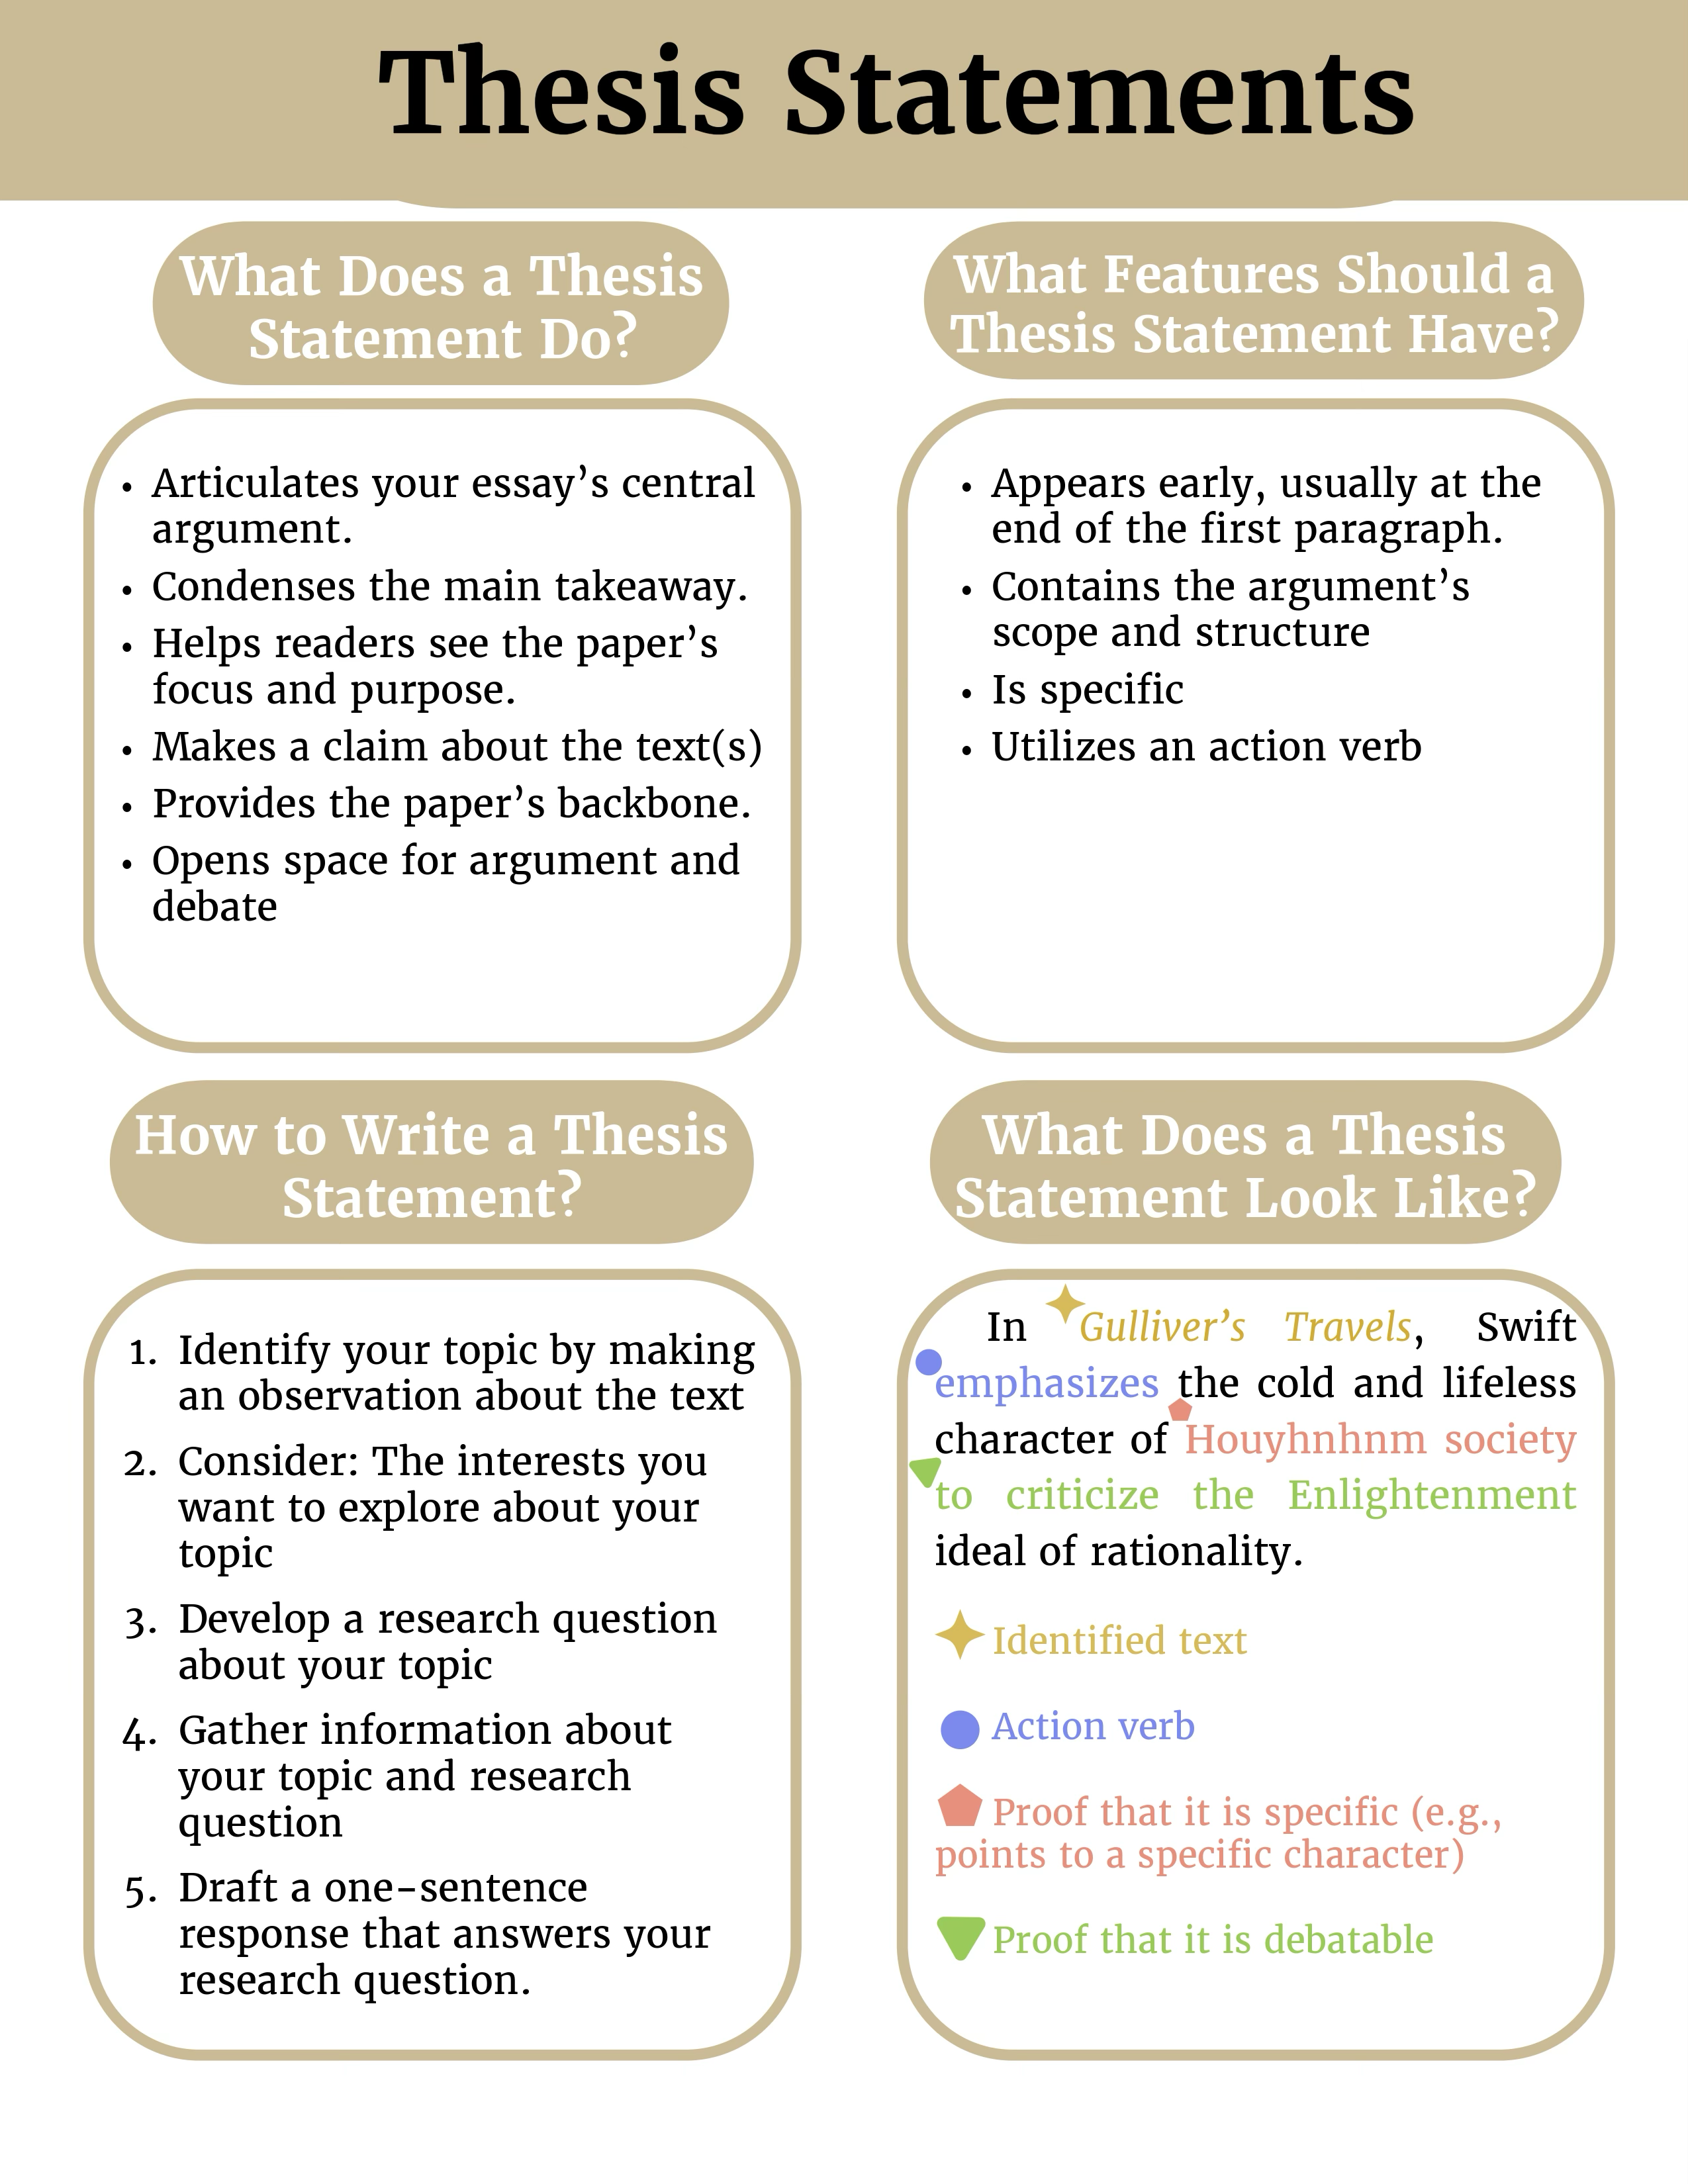 Thesis Statements
What Does a Thesis
Statement Do?
• Articulates your essay’s central
argument.
• Condenses the main takeaway.
• Helps readers see the paper’s
focus and purpose.
• Makes a claim about the text(s)
• Provides the paper’s backbone.
• Opens space for argument and
debate
What Features Should a
Thesis Statement Have?
• Appears early, usually at the
end of the first paragraph.
• Contains the argument’s
scope and structure
• Is specific
• Utilizes an action verb
How to Write a Thesis
Statement?
1. Identify your topic by making
an observation about the text
2. Consider: The interests you
want to explore about your
topic
3. Develop a research question
about your topic
4. Gather information about
your topic and research
question
5. Draft a one-sentence
response that answers your
research question.
What Does a Thesis
Statement Look Like?
In Gulliver’s Travels, Swift
emphasizes the cold and lifeless
character of Houyhnhnm society
to criticize the Enlightenment
ideal of rationality.
Identified text
Action verb
Proof that it is specific (e.g.,
points to a specific character)
Proof that it is debatable